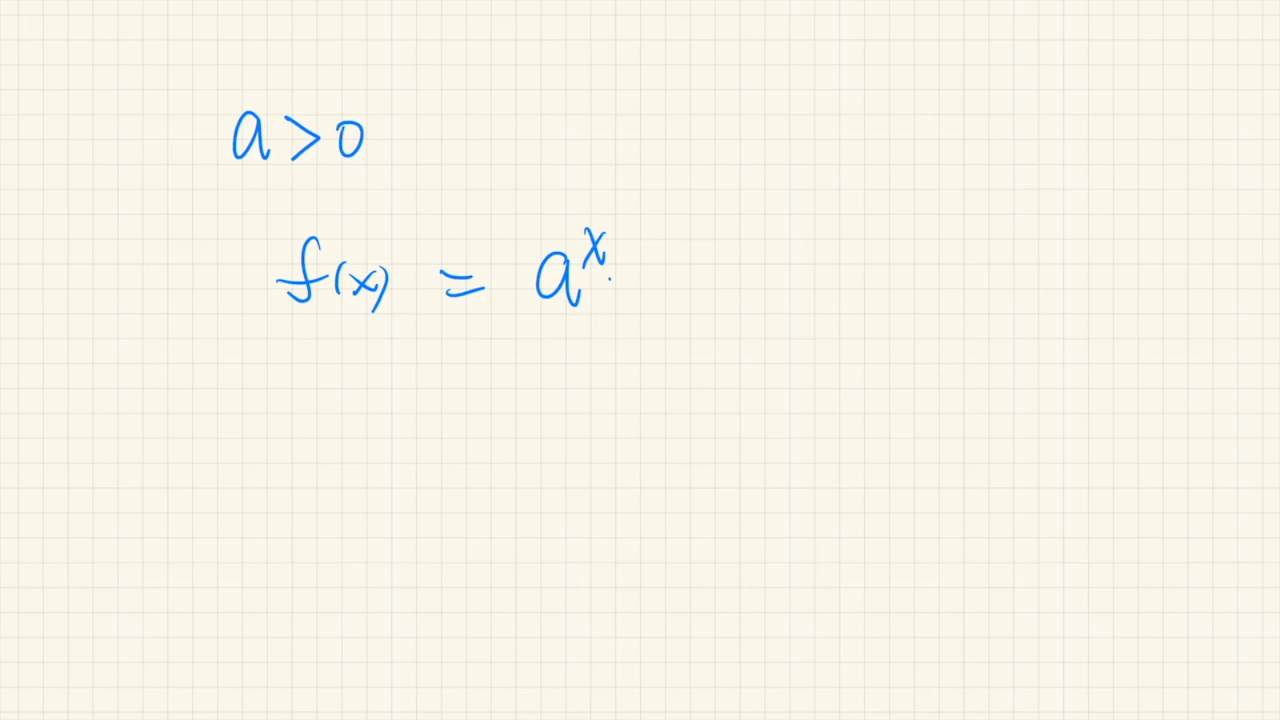 a > 0
f(x) = a^x